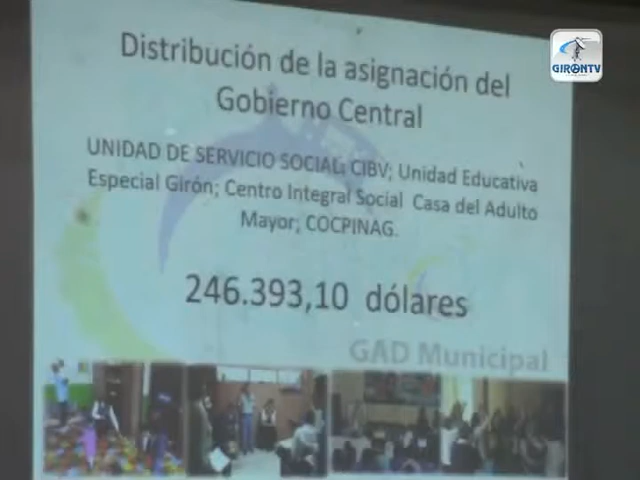 GIRONTV
Distribución de la asignación del
Gobierno Central
UNIDAD DE SERVICIO SOCIAL: CIBV; Unidad Educativa
Especial Girón; Centro Integral Social Casa del Adulto
Mayor; COCPINAG.
246.393,10 dólares
GAD Municipal